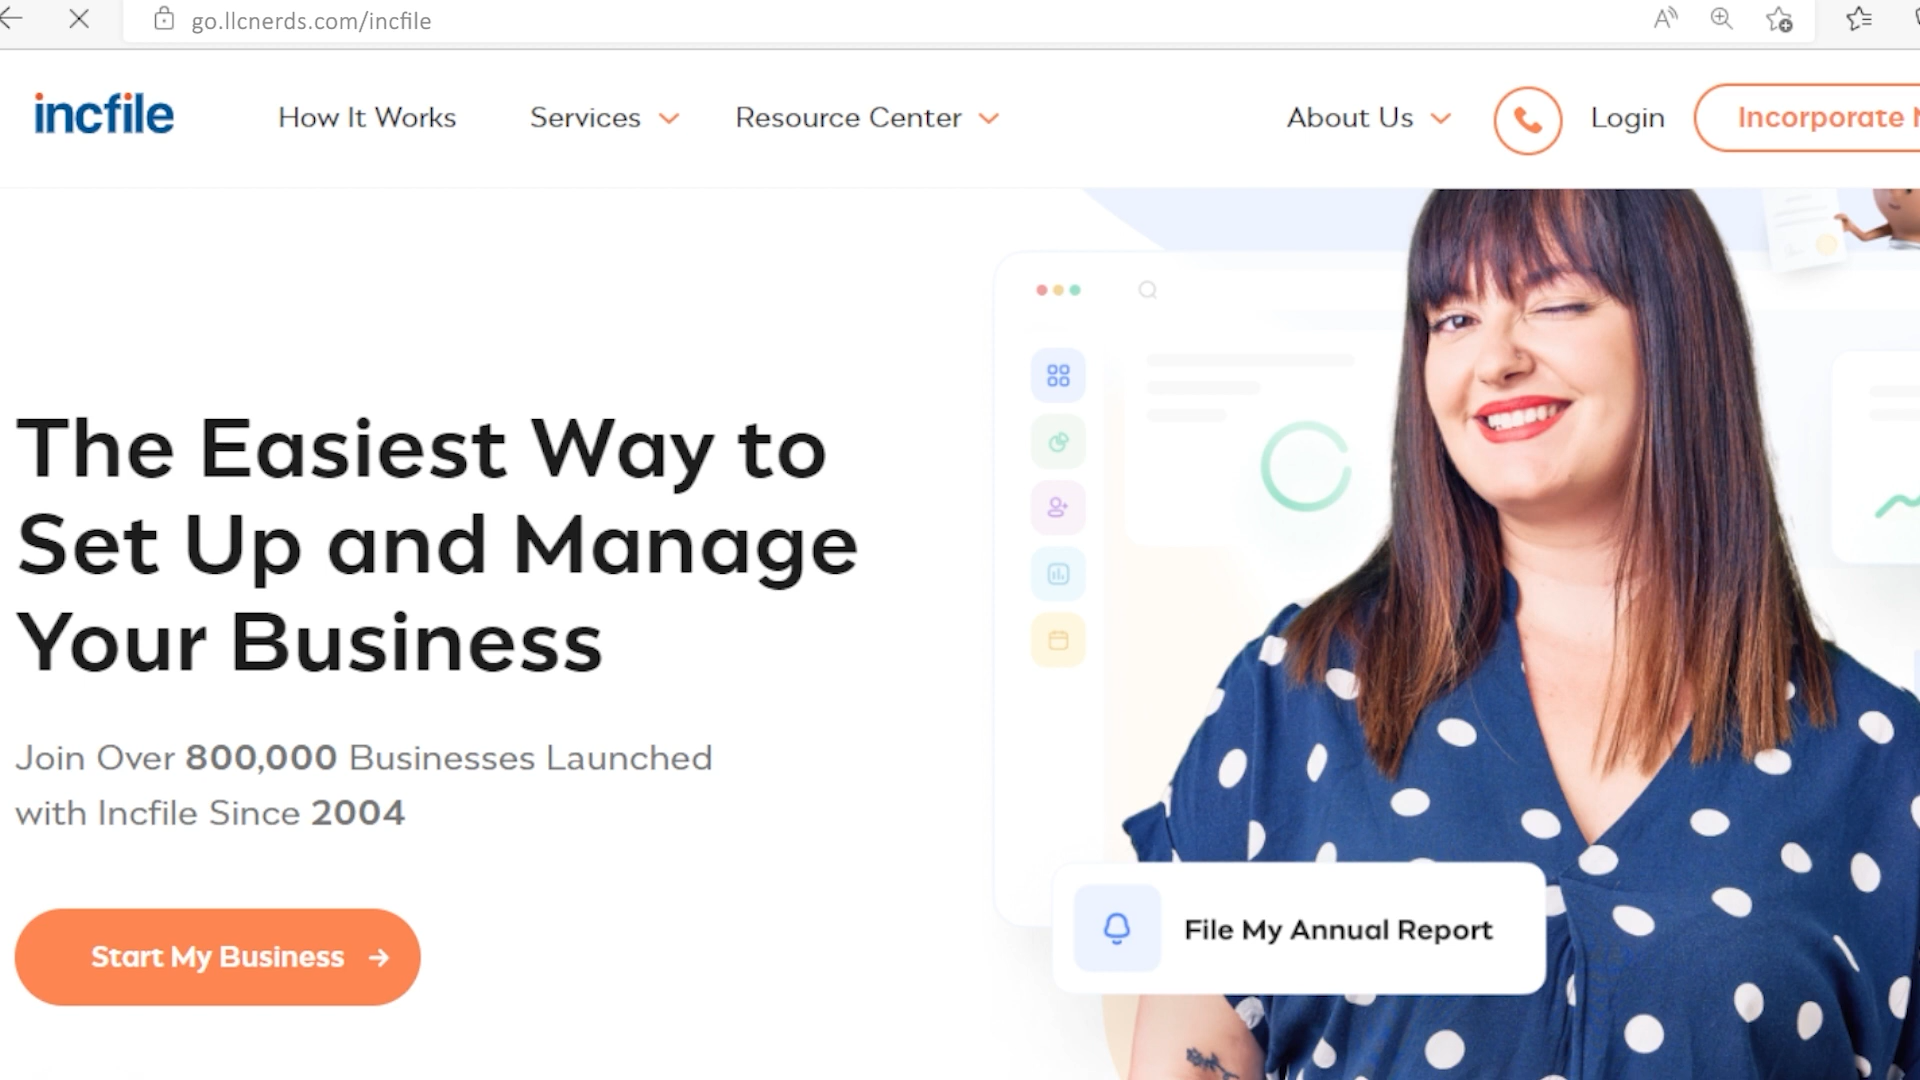 go.llcnerds.com/incfile
incfile
How It Works
Services
Resource Center
About Us
Login
Incorporate
The Easiest Way to
Set Up and Manage
Your Business
Join Over 800,000 Businesses Launched
with Incfile Since 2004
Start My Business
File My Annual Report